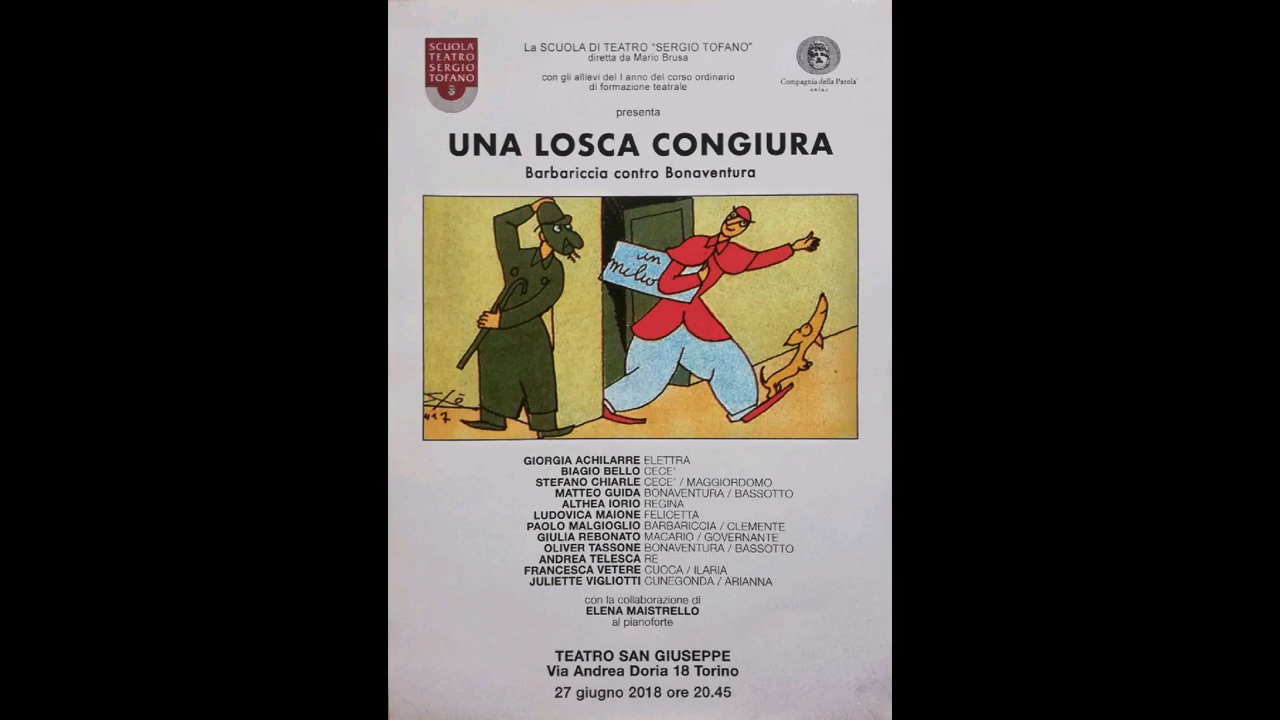 SCUOLA
TEATRO
SERGIO
TOFANO
La SCUOLA DI TEATRO "SERGIO TOFANO"
diretta da Mario Brusa
con gli allievi del I anno del corso ordinario
di formazione teatrale
Compagnia della Parola
presenta
UNA LOSCA CONGIURA
Barbariccia contro Bonaventura
un
milio
GIORGIA ACHILARRE ELETTRA
BIAGIO BELLO CECE'
STEFANO CHIARLE CECE' / MAGGIORDOMO
MATTEO GUIDA BONAVENTURA / BASSOTTO
ALTHEA IORIO REGINA
LUDOVICA MAIONE FELICETTA
PAOLO MALGIOGLIO BARBARICCIA / CLEMENTE
GIULIA REBONATO MACARIO / GOVERNANTE
OLIVER TASSONE BONAVENTURA / BASSOTTO
ANDREA TELESCA RE
FRANCESCA VETERE CUOCA / ILARIA
JULIETTE VIGLIOTTI CUNEGONDA / ARIANNA
con la collaborazione di
ELENA MAISTRELLO
al pianoforte
TEATRO SAN GIUSEPPE
Via Andrea Doria 18 Torino
27 giugno 2018 ore 20.45